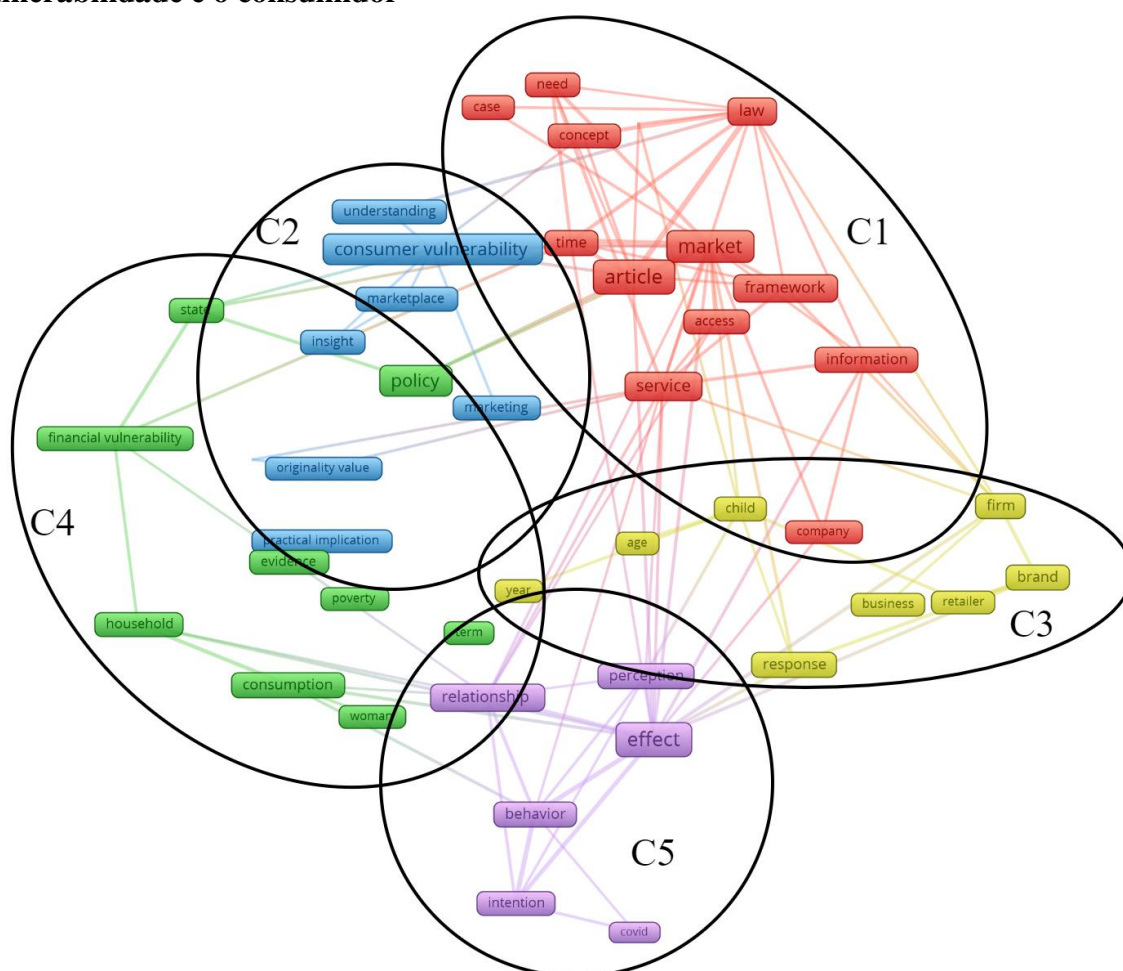 need
case
law
concept
understanding
C2
C1
consumer vulnerability
time
market
article
marketplace
framework
state
access
insight
information
policy
service
marketing
financial vulnerability
originality value
child
firm
C4
company
practical implication
age
evidence
brand
year
poverty
business
retailer
household
C3
term
response
perception
consumption
relationship
woman
effect
behavior
C5
intention
covid